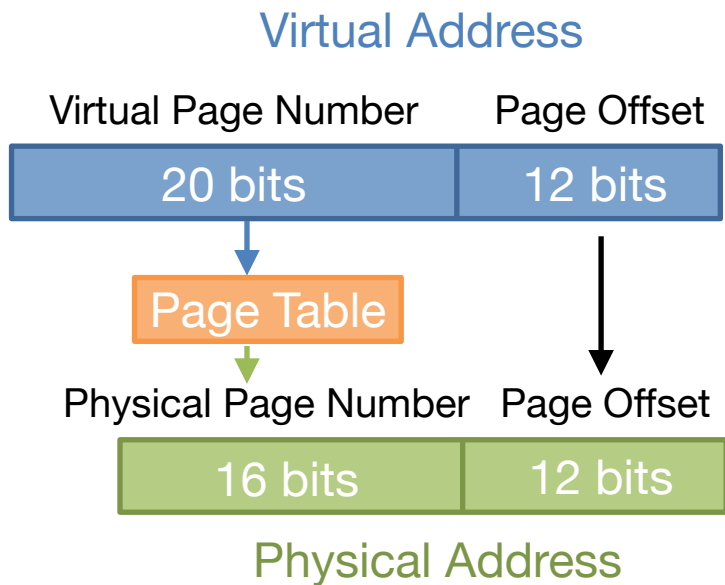 Virtual Address
Virtual Page Number Page Offset
20 bits 12 bits
Page Table
Physical Page Number Page Offset
16 bits 12 bits
Physical Address